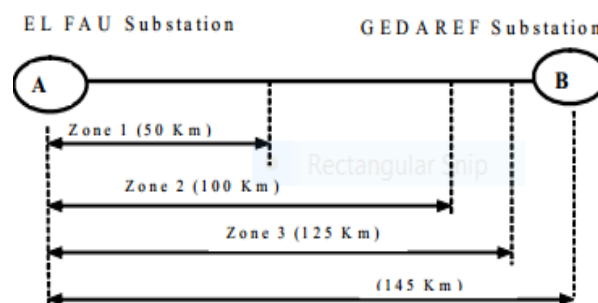 EL FAU Substation
GEDAREF Substation
A
B
Zone 1 (50 Km)
Rectangular Snip
Zone 2 (100 Km)
Zone 3 (125 Km)
(145 Km)